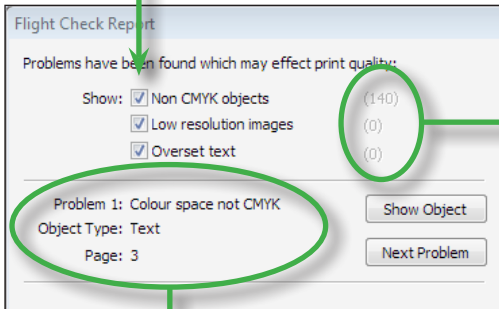 Flight Check Report
Problems have been found which may effect print quality:
Show: Non CMYK objects (140)
Low resolution images (0)
Overset text (0)
Problem 1: Colour space not CMYK
Show Object
Object Type: Text
Page: 3
Next Problem